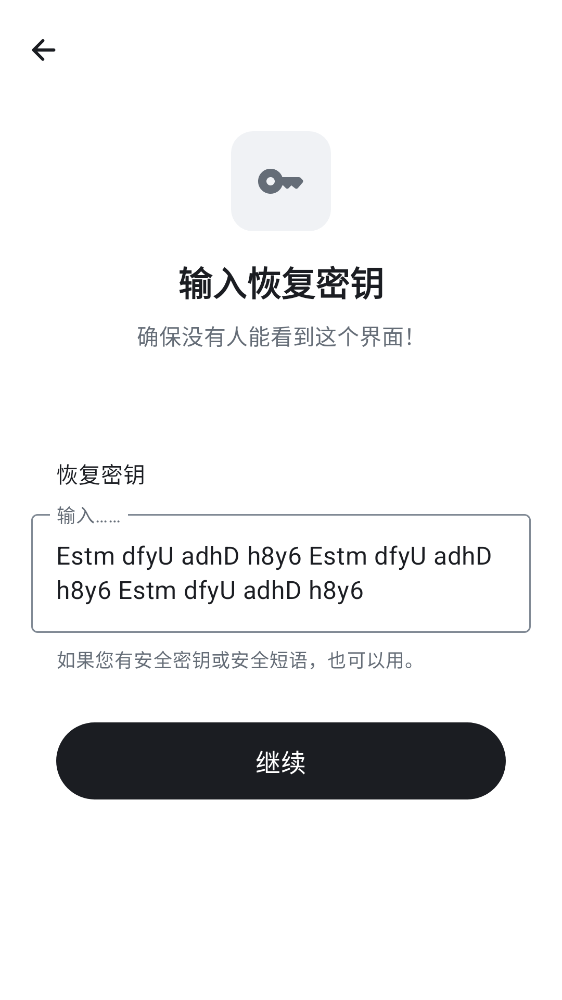 输入恢复密钥
确保没有人能看到这个界面！
恢复密钥
输入……
Estm dfyU adhD h8y6 Estm dfyU adhD
h8y6 Estm dfyU adhD h8y6
如果您有安全密钥或安全短语，也可以用。
继续